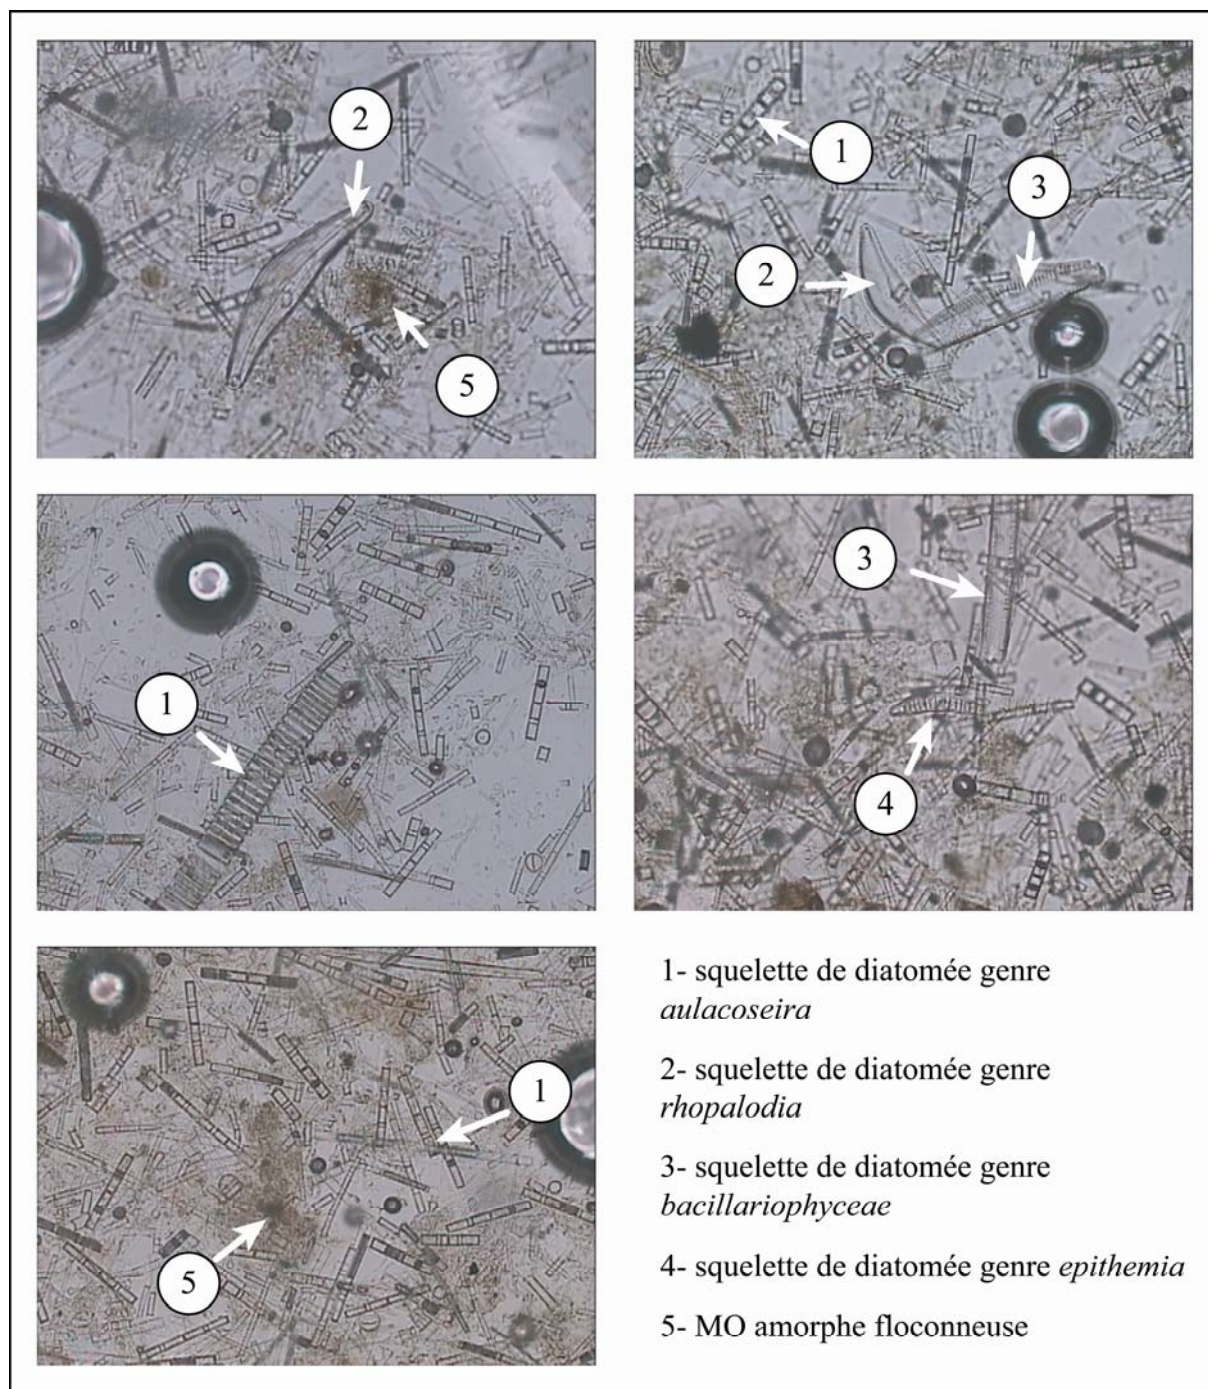 2
5
1
3
2
1
3
4
1
5
1- squelette de diatomée genre
aulacoseira
2- squelette de diatomée genre
rhopalodia
3- squelette de diatomée genre
bacillariophyceae
4- squelette de diatomée genre epithemia
5- MO amorphe floconneuse